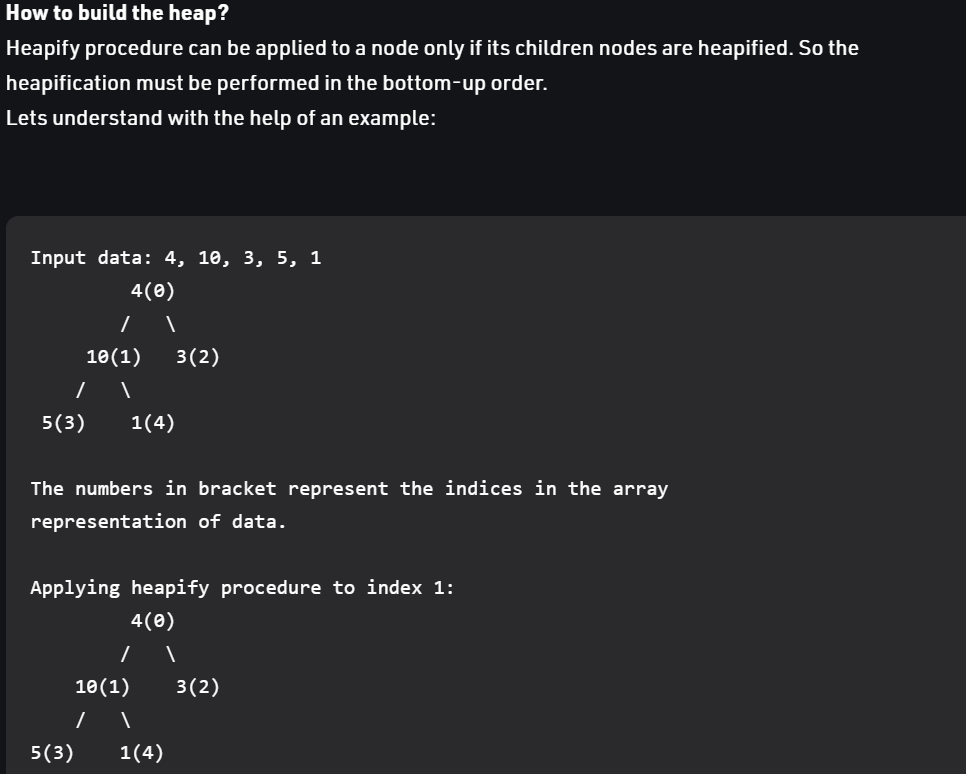 How to build the heap?
Heapify procedure can be applied to a node only if its children nodes are heapified. So the
heapification must be performed in the bottom-up order.
Lets understand with the help of an example:
Input data: 4, 10, 3, 5, 1
         4(0)
        /   \
     10(1)   3(2)
    /   \
 5(3)    1(4)
The numbers in bracket represent the indices in the array
representation of data.
Applying heapify procedure to index 1:
         4(0)
        /   \
    10(1)    3(2)
    /   \
5(3)    1(4)